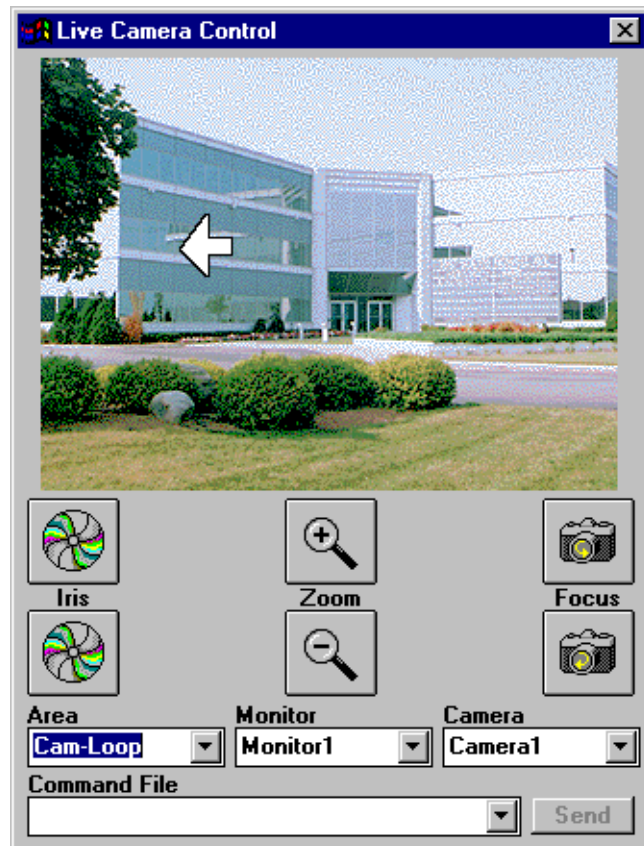 Live Camera Control
Iris
Zoom
Focus
Area
Monitor
Camera
Cam-Loop
Monitor1
Camera1
Command File
Send